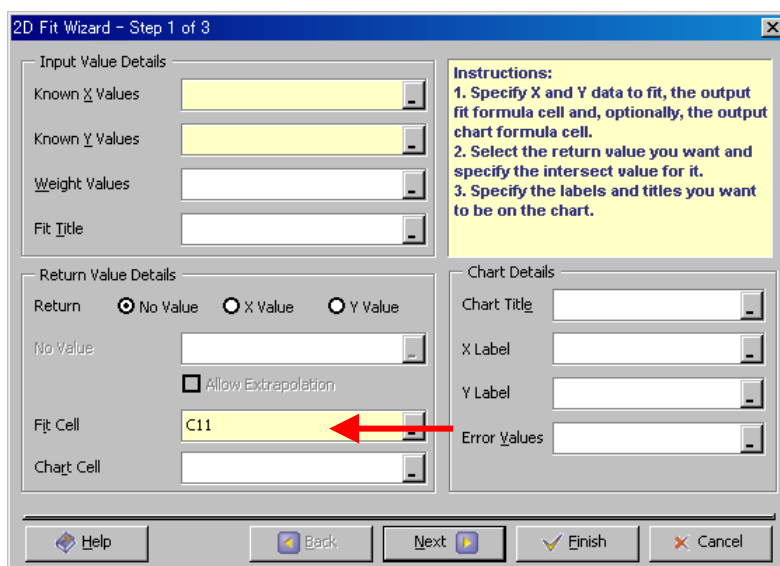 2D Fit Wizard - Step 1 of 3
Input Value Details
Known X Values
Known Y Values
Weight Values
Fit Title
Instructions:
1. Specify X and Y data to fit, the output
fit formula cell and, optionally, the output
chart formula cell.
2. Select the return value you want and
specify the intersect value for it.
3. Specify the labels and titles you want
to be on the chart.
Return Value Details
Return No Value X Value Y Value
No Value
Allow Extrapolation
Fit Cell C11
Chart Cell
Chart Details
Chart Title
X Label
Y Label
Error Values
Help Back Next Finish Cancel